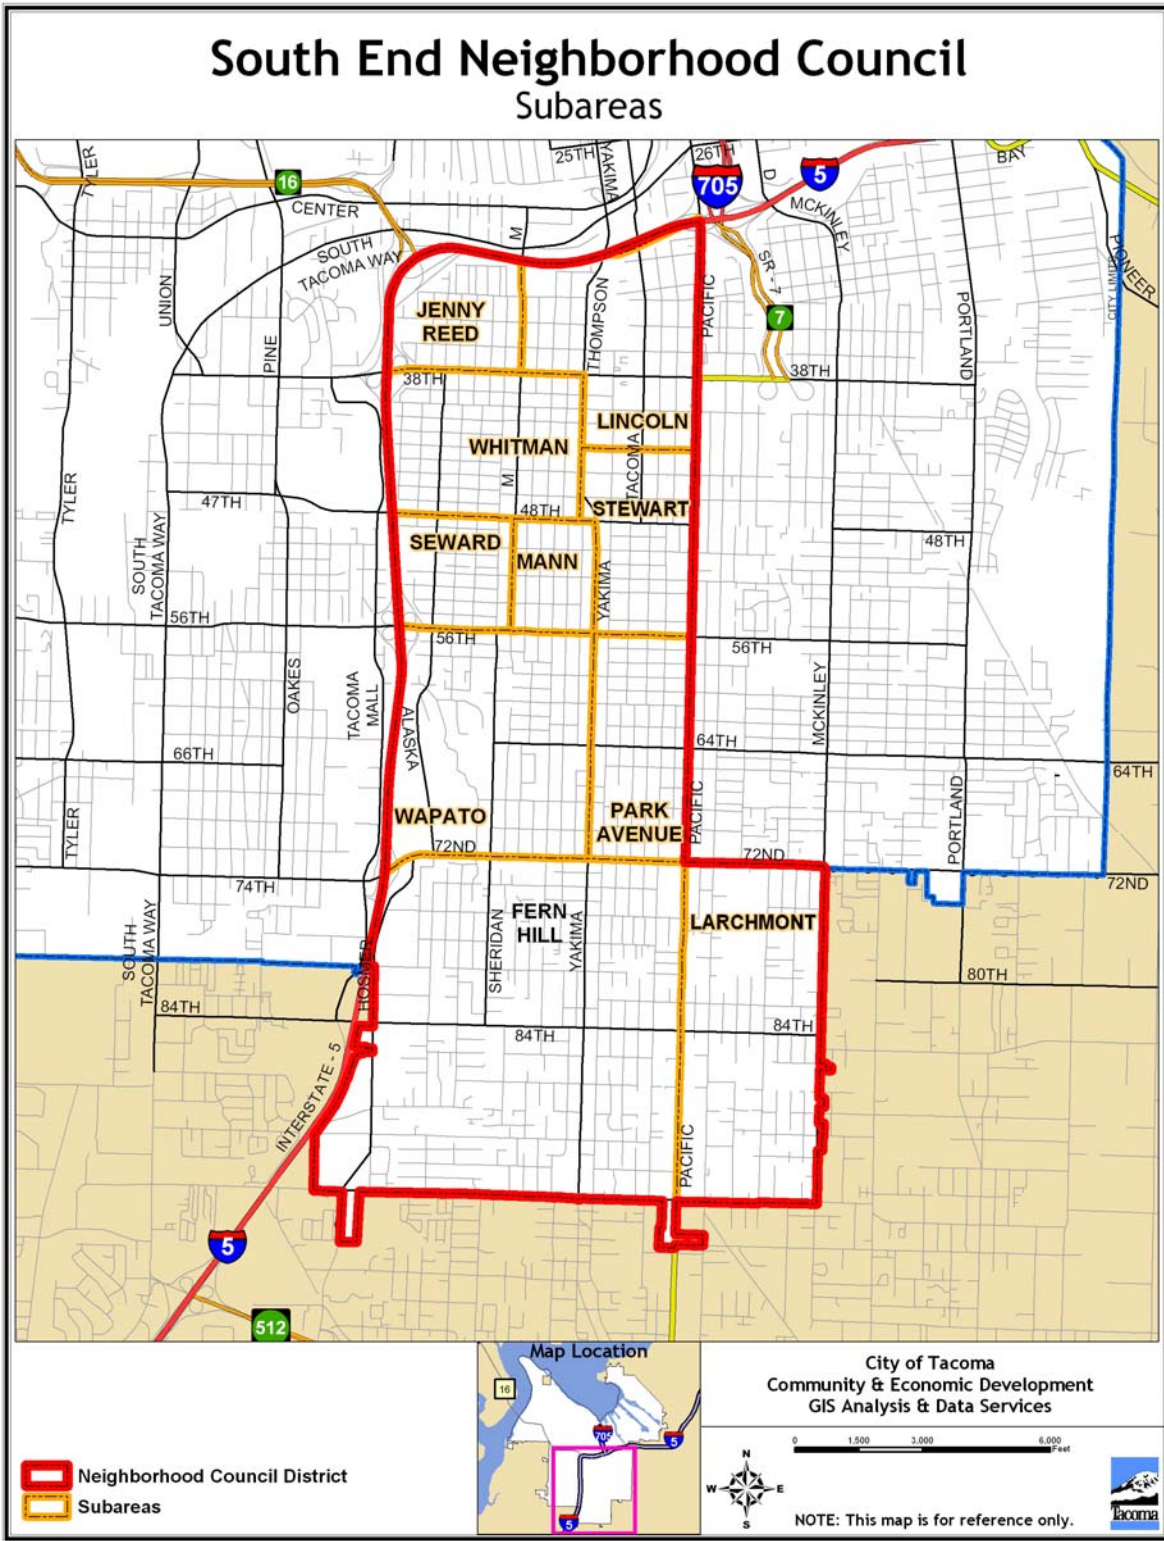 South End Neighborhood Council
Subareas
25TH
YAKIMA
26TH
BAY
TYLER
16
705
D
5
CENTER
MCKINLEY
M
SOUTH
TACOMA WAY
SR - 7
PIONEER
CITY LIMITS
UNION
THOMPSON
PACIFIC
PORTLAND
JENNY
REED
7
PINE
38TH
38TH
LINCOLN
WHITMAN
TACOMA
M
47TH
TYLER
48TH
STEWART
SEWARD
48TH
SOUTH
TACOMA WAY
MANN
YAKIMA
56TH
56TH
56TH
OAKES
TACOMA
MALL
ALASKA
MCKINLEY
64TH
66TH
64TH
WAPATO
PARK
AVENUE
PACIFIC
PORTLAND
TYLER
72ND
72ND
74TH
72ND
SOUTH
TACOMA WAY
FERN
HILL
LARCHMONT
SHERIDAN
YAKIMA
HOSMER
80TH
84TH
84TH
84TH
INTERSTATE - 5
PACIFIC
5
512
Map Location
16
705
5
5
City of Tacoma
Community & Economic Development
GIS Analysis & Data Services
0 1,500 3,000 6,000
Feet
N
W E
S
Neighborhood Council District
Subareas
NOTE: This map is for reference only.
Tacoma